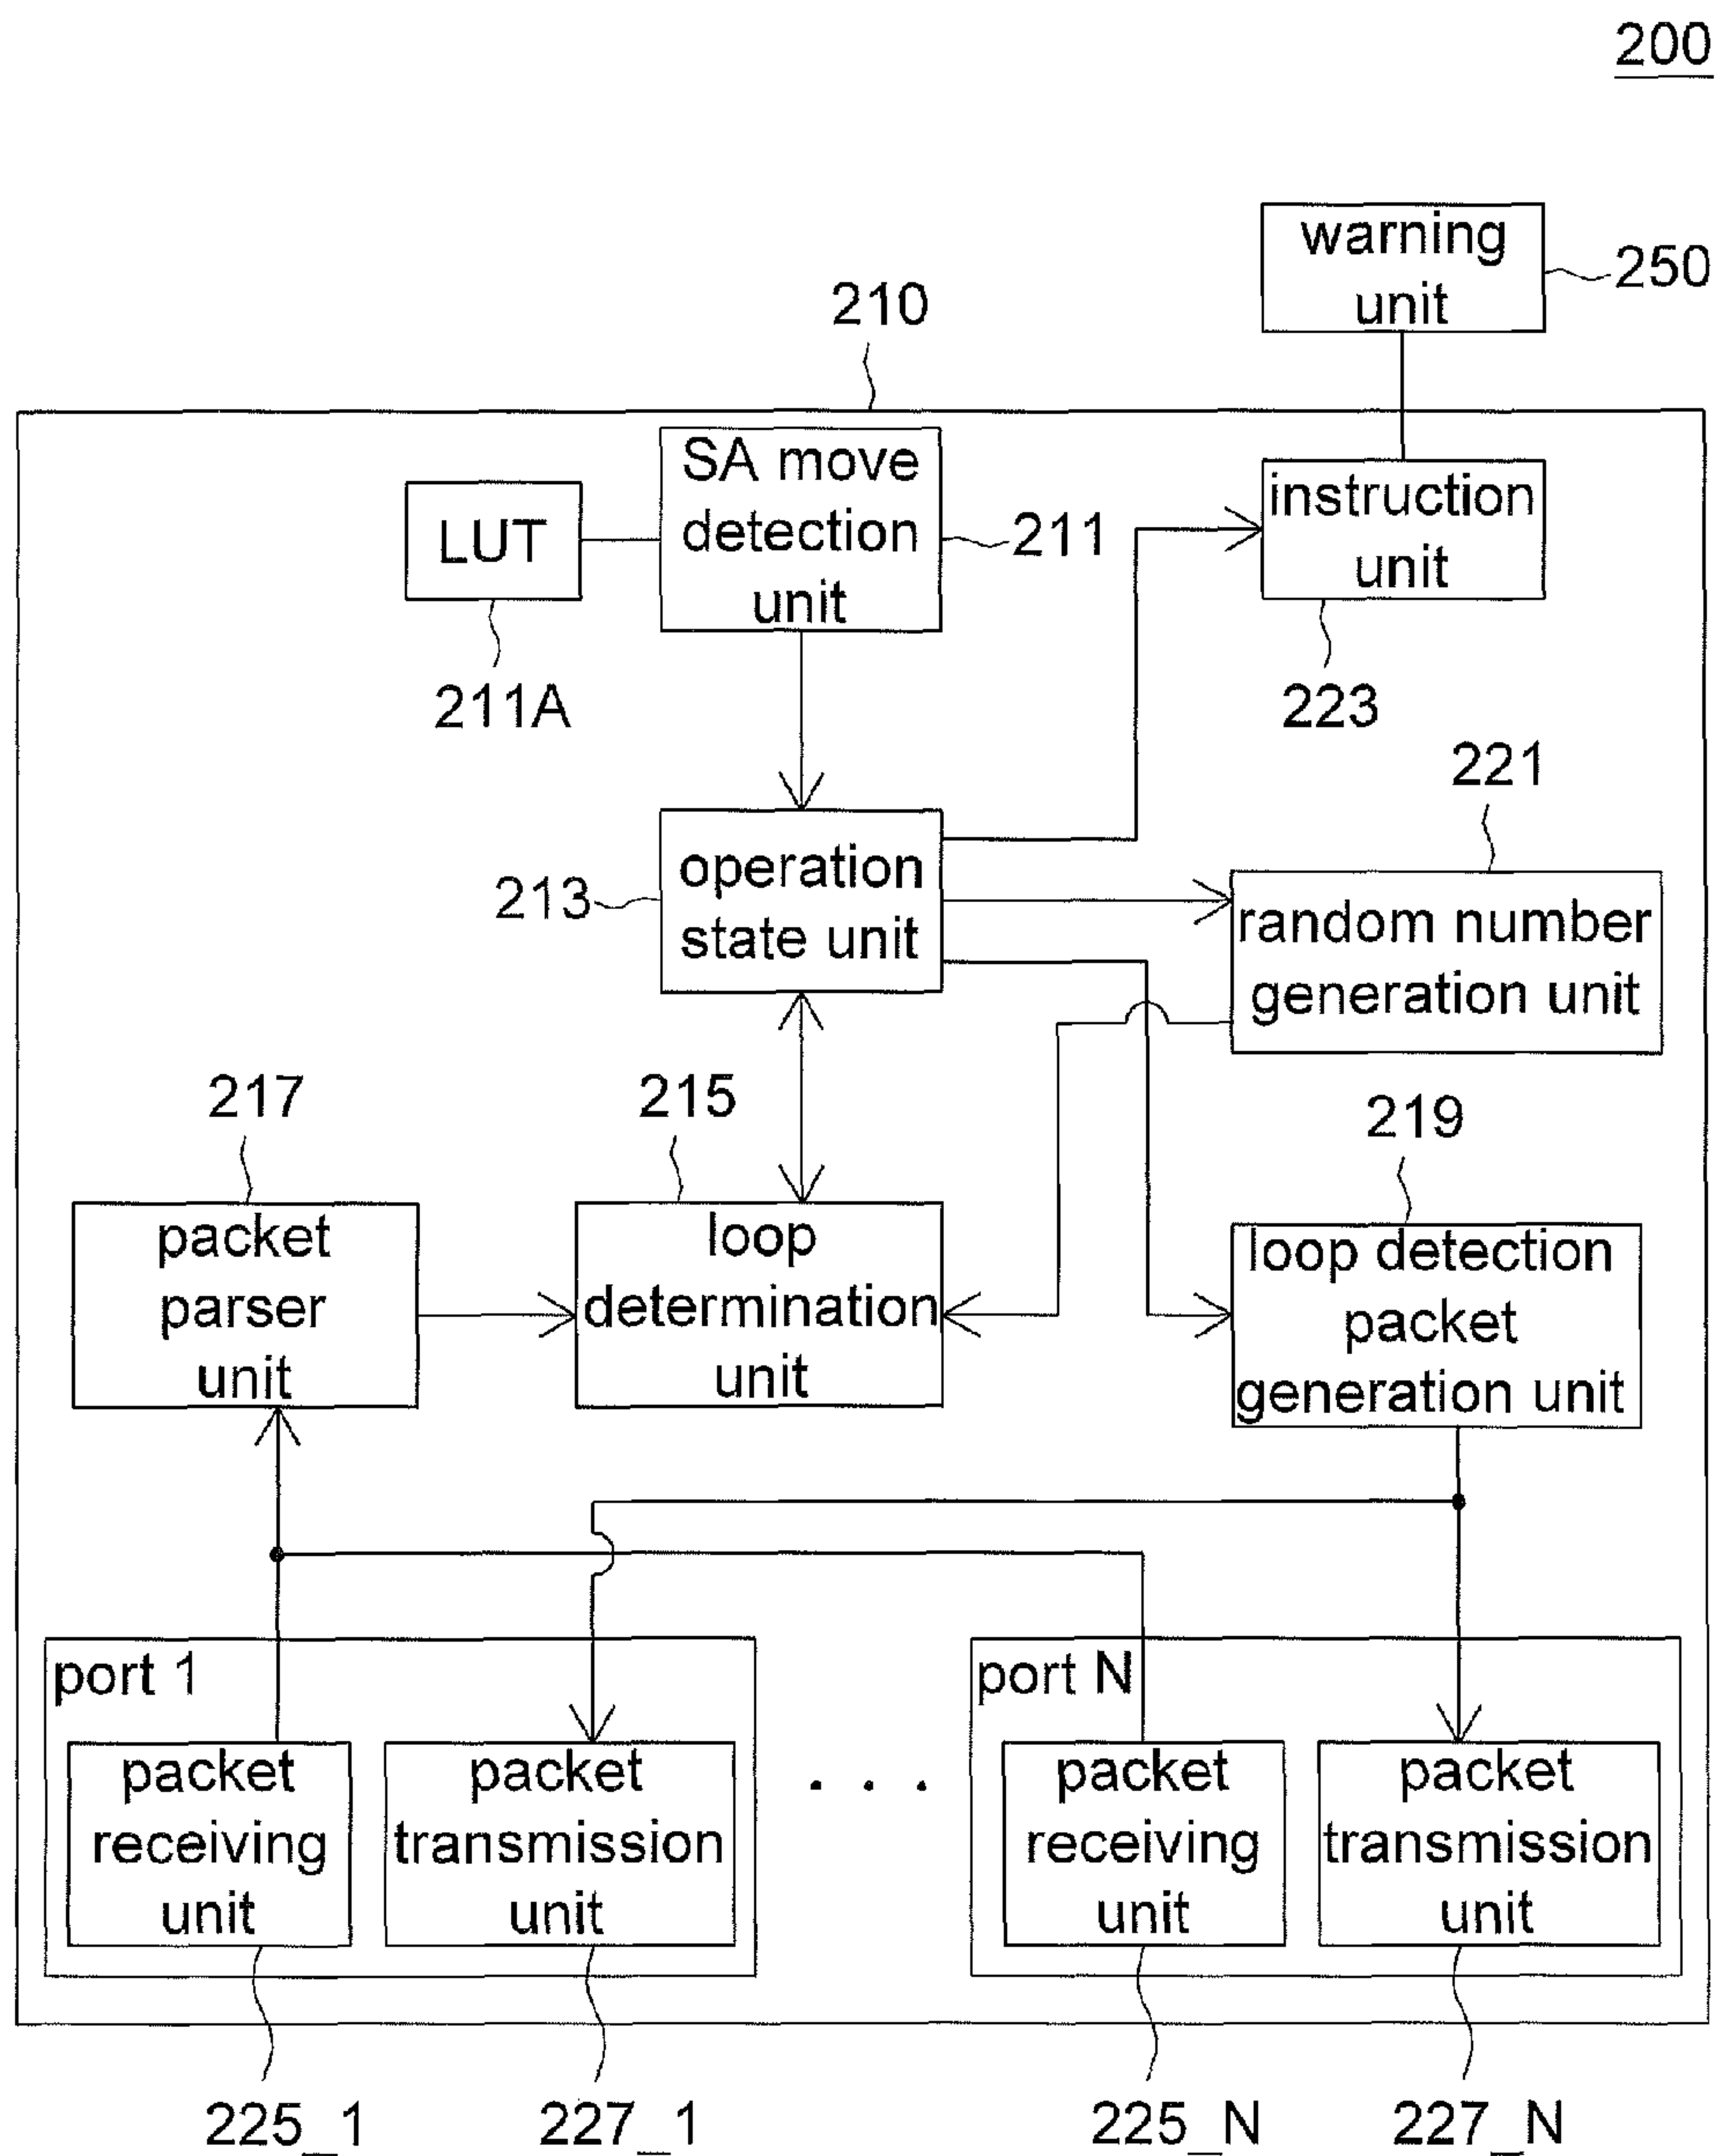 200
warning
unit
250
210
SA move
detection
unit
211
LUT
211A
instruction
unit
223
221
operation
state unit
213
random number
generation unit
217
215
219
packet
parser
unit
loop
determination
unit
loop detection
packet
generation unit
port 1
packet
receiving
unit
packet
transmission
unit
. . .
port N
packet
receiving
unit
packet
transmission
unit
225_1
227_1
225_N
227_N